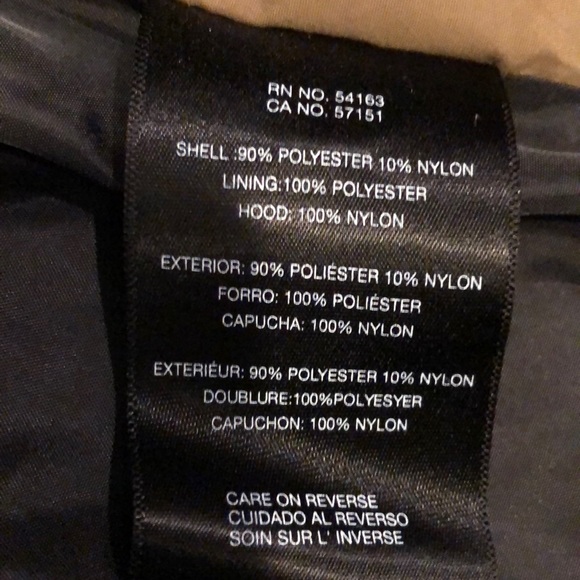 RN NO. 54163
CA NO. 57151
SHELL :90% POLYESTER 10% NYLON
LINING:100% POLYESTER
HOOD: 100% NYLON
EXTERIOR: 90% POLIÉSTER 10% NYLON
FORRO: 100% POLIÉSTER
CAPUCHA: 100% NYLON
EXTERIÉUR: 90% POLYESTER 10% NYLON
DOUBLURE:100%POLYESYER
CAPUCHON: 100% NYLON
CARE ON REVERSE
CUIDADO AL REVERSO
SOIN SUR L' INVERSE